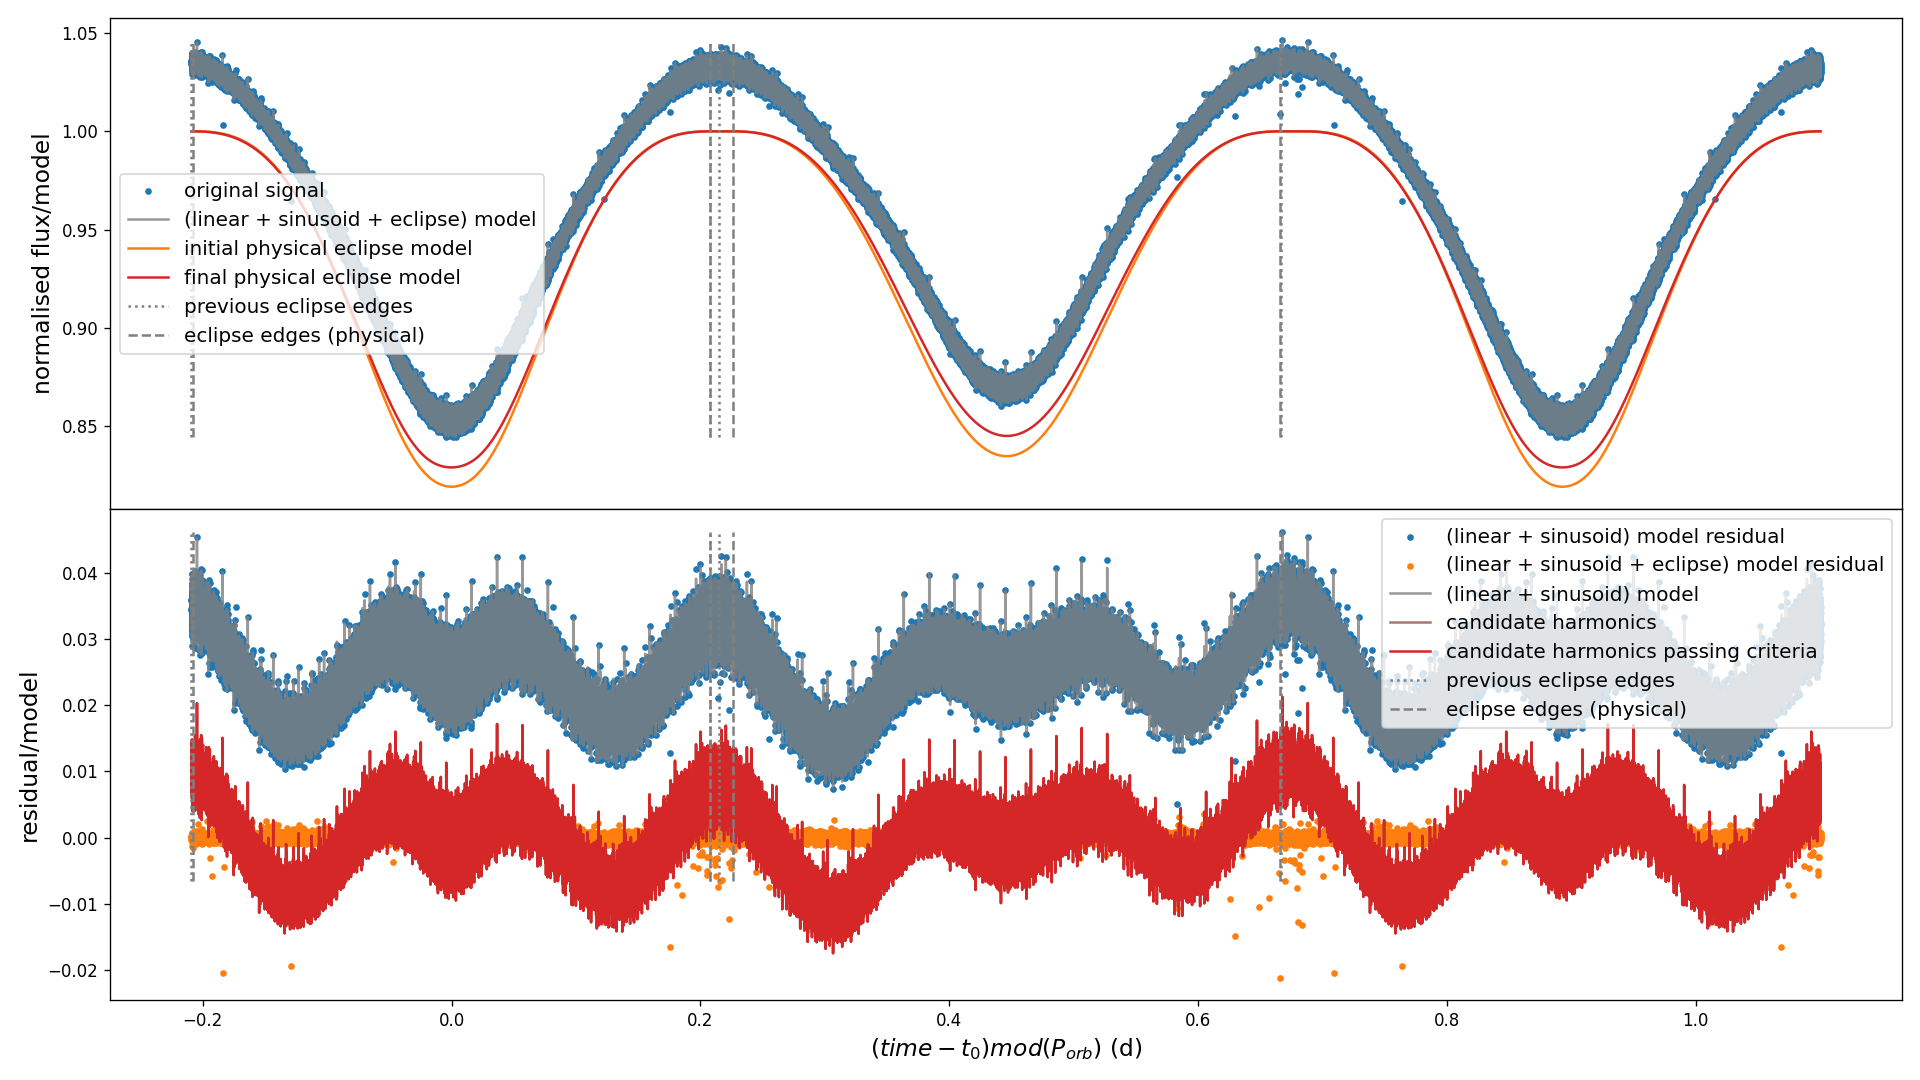 normalised flux/model
1.05
1.00
0.95
0.90
0.85
original signal
(linear + sinusoid + eclipse) model
initial physical eclipse model
final physical eclipse model
previous eclipse edges
eclipse edges (physical)
residual/model
0.04
0.03
0.02
0.01
0.00
−0.01
−0.02
(linear + sinusoid) model residual
(linear + sinusoid + eclipse) model residual
(linear + sinusoid) model
candidate harmonics
candidate harmonics passing criteria
previous eclipse edges
eclipse edges (physical)
−0.2 0.0 0.2 0.4 0.6 0.8 1.0
(time − t₀)mod(P_orb) (d)